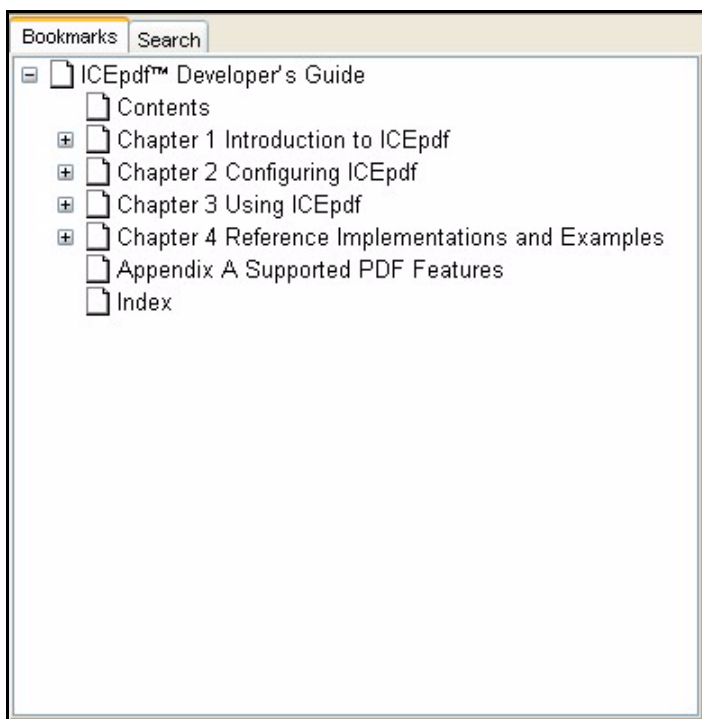 Bookmarks Search
ICEpdf™ Developer's Guide
Contents
Chapter 1 Introduction to ICEpdf
Chapter 2 Configuring ICEpdf
Chapter 3 Using ICEpdf
Chapter 4 Reference Implementations and Examples
Appendix A Supported PDF Features
Index